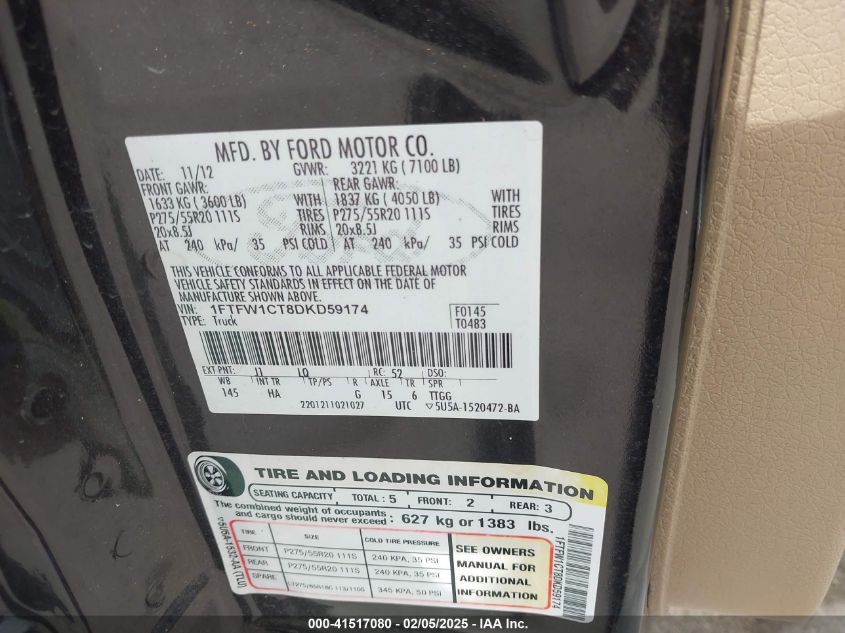 MFD. BY FORD MOTOR CO.
DATE: 11/12 GVWR: 3221 KG ( 7100 LB)
FRONT GAWR: REAR GAWR:
1633 KG ( 3600 LB) WITH 1837 KG ( 4050 LB) WITH
P275/55R20 111S TIRES P275/55R20 111S TIRES
20x8.5J RIMS 20x8.5J RIMS
AT 240 kPa/ 35 PSI COLD AT 240 kPa/ 35 PSI COLD
THIS VEHICLE CONFORMS TO ALL APPLICABLE FEDERAL MOTOR
VEHICLE SAFETY STANDARDS IN EFFECT ON THE DATE OF
MANUFACTURE SHOWN ABOVE.
VIN: 1FTFW1CT8DKD59174 F0145
TYPE: Truck T0483
EXT PNT: J1 LQ RC: 52 DSO:
WB INT TR TP/PS R AXLE TR SPR
145 HA G 15 6 TTGG
2201211021027 UTC ▽5U5A-1520472-BA
TIRE AND LOADING INFORMATION
SEATING CAPACITY TOTAL : 5 FRONT: 2 REAR: 3
The combined weight of occupants
and cargo should never exceed : 627 kg or 1383 lbs.
TIRE SIZE COLD TIRE PRESSURE
FRONT P275/55R20 111S 240 KPA, 35 PSI
REAR P275/55R20 111S 240 KPA, 35 PSI
SPARE 345 KPA, 50 PSI
SEE OWNERS
MANUAL FOR
ADDITIONAL
INFORMATION
▽5U5A-1532-AA (TLU)
1FTFW1CT8DKD59174
000-41517080 - 02/05/2025 - IAA Inc.